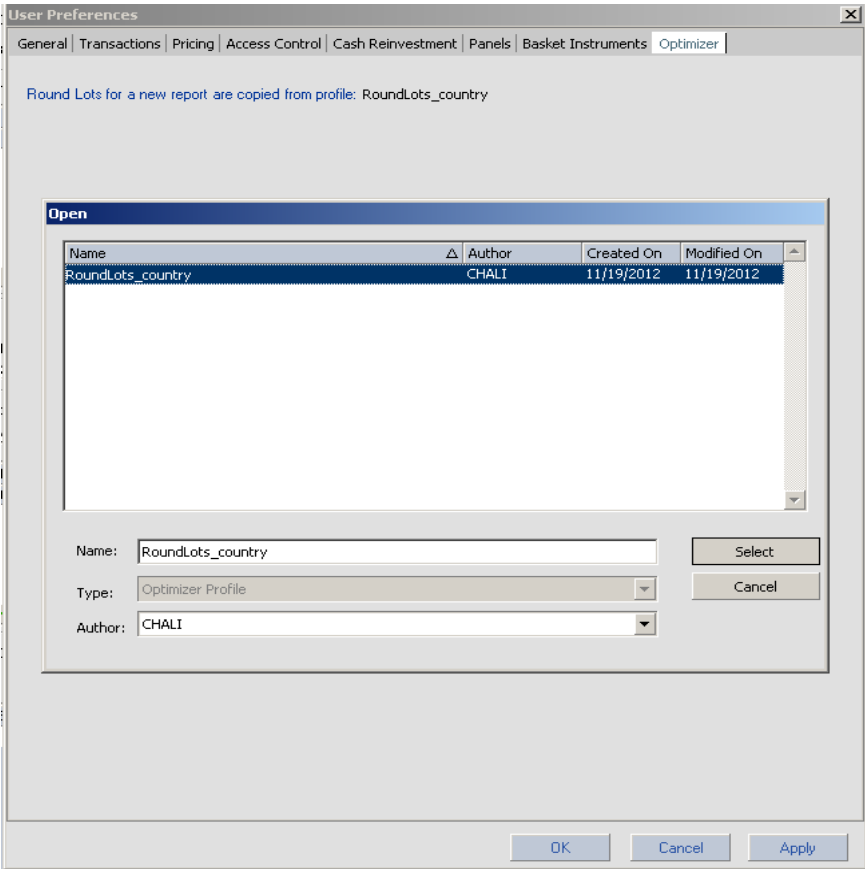 User Preferences
General Transactions Pricing Access Control Cash Reinvestment Panels Basket Instruments Optimizer
Round Lots for a new report are copied from profile: RoundLots_country
Open
Name Author Created On Modified On
RoundLots_country CHALI 11/19/2012 11/19/2012
Name: RoundLots_country Select
Type: Optimizer Profile Cancel
Author: CHALI
OK Cancel Apply